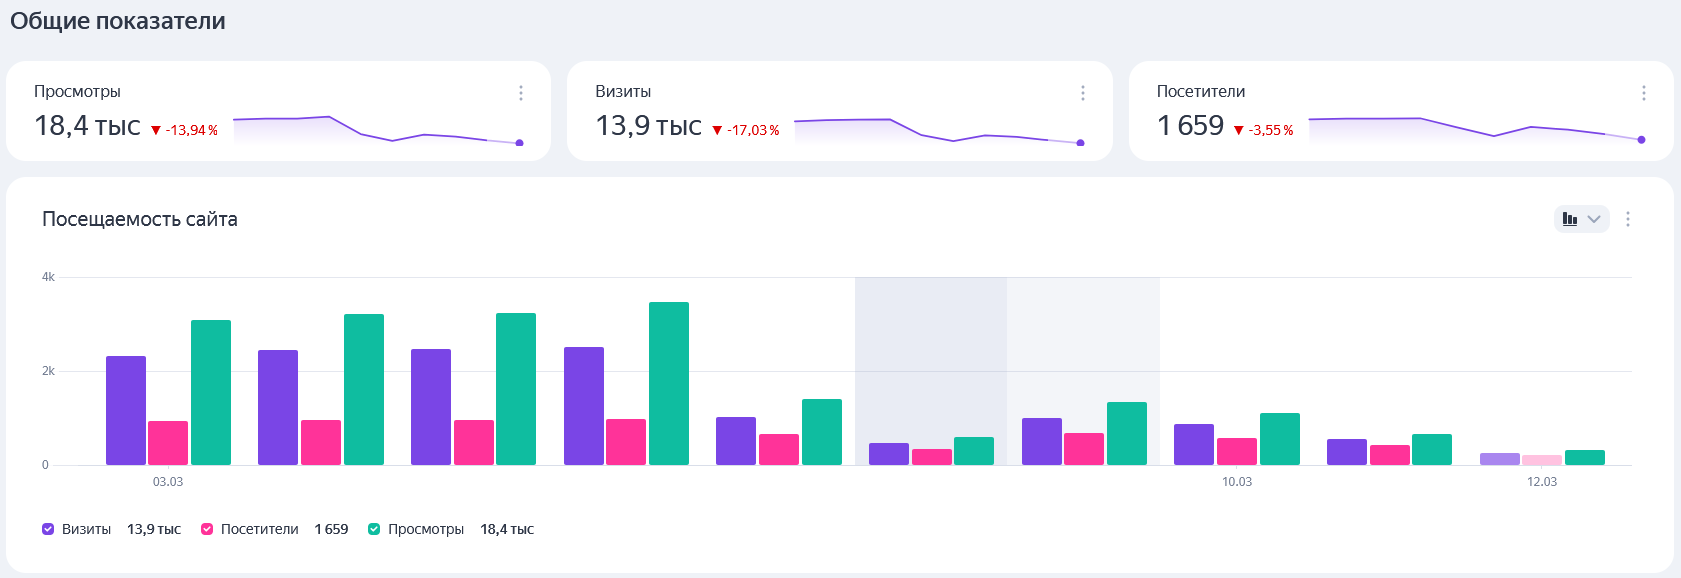 Общие показатели
Просмотры
18,4 тыс ▼ -13,94 %
Визиты
13,9 тыс ▼ -17,03 %
Посетители
1 659 ▼ -3,55 %
Посещаемость сайта
4k
2k
0
03.03 10.03 12.03
Визиты 13,9 тыс Посетители 1 659 Просмотры 18,4 тыс